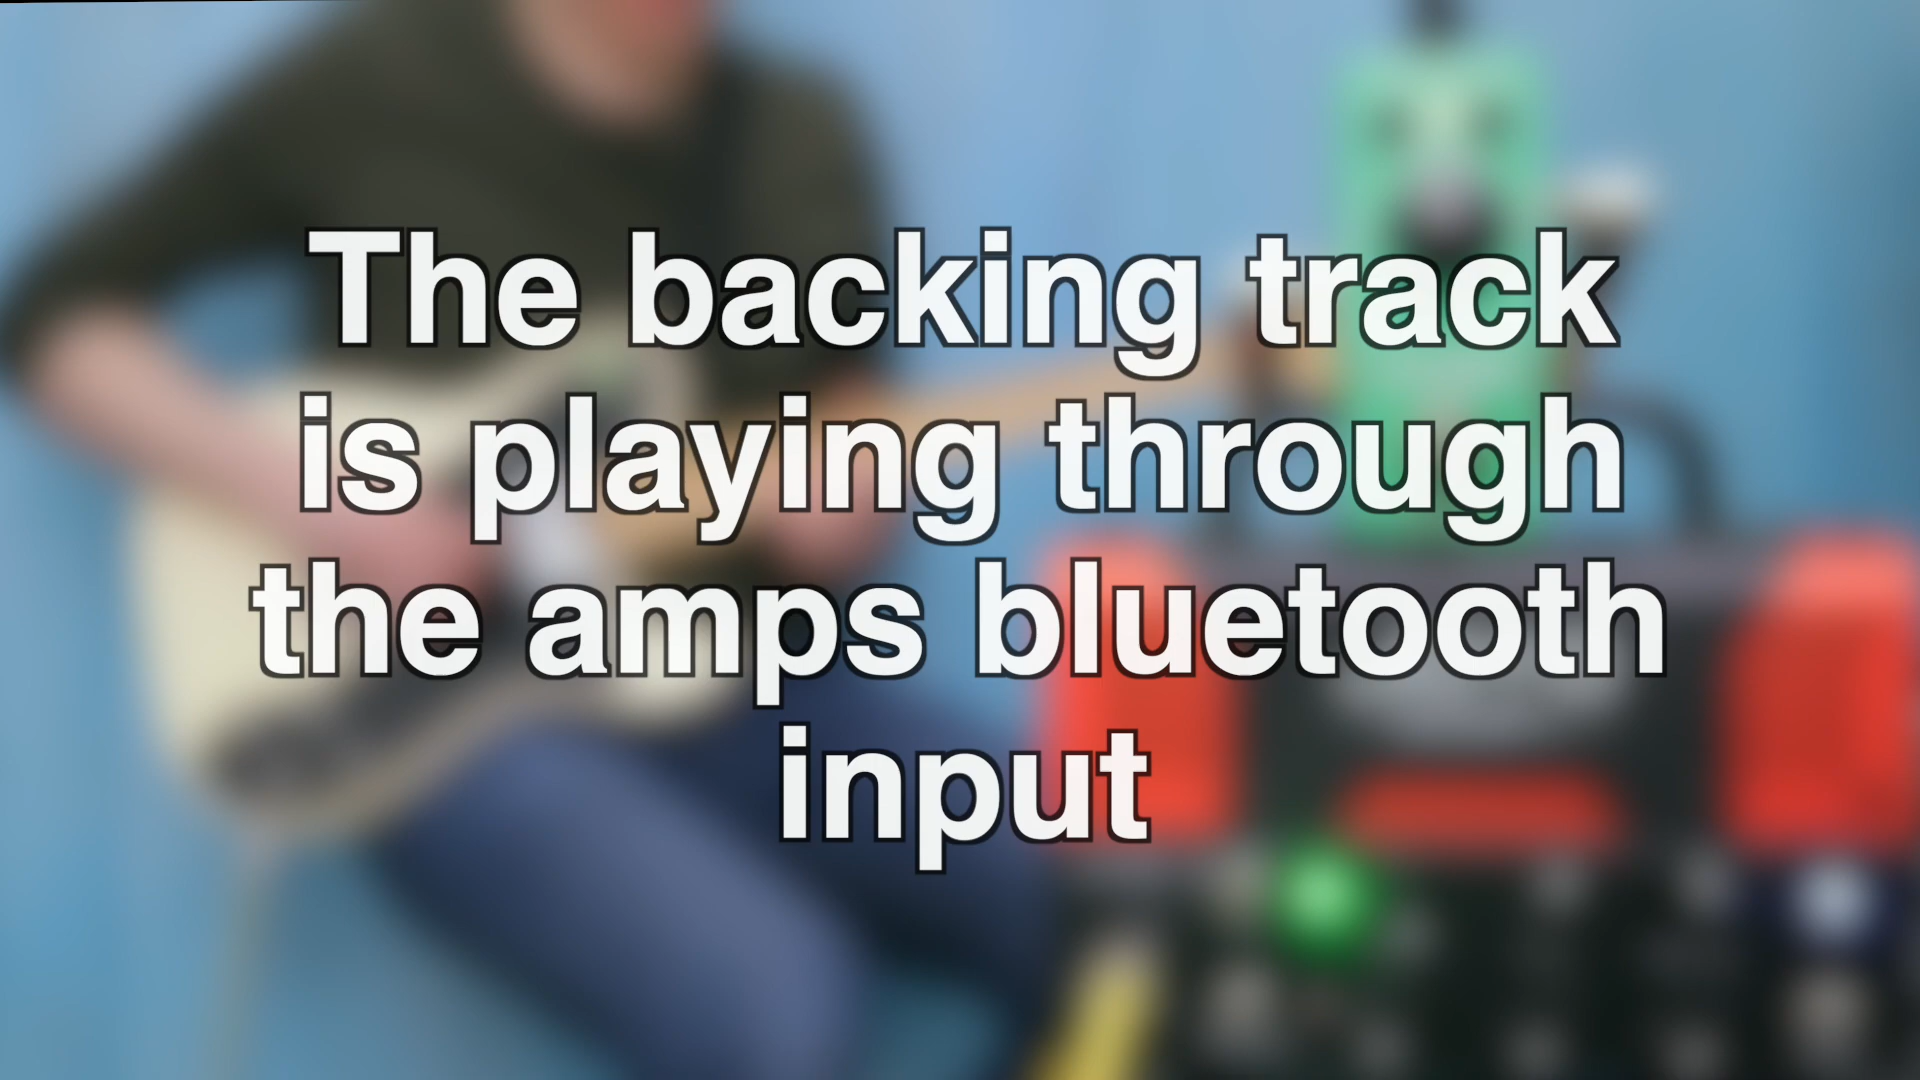 The backing track
is playing through
the amps bluetooth
input